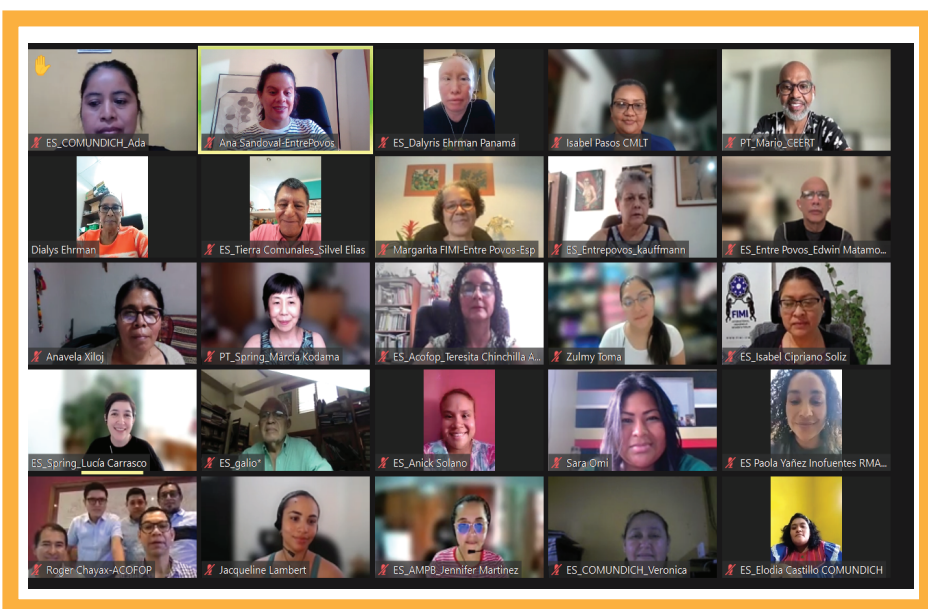 ES_COMUNDICH_Ada
Ana Sandoval-EntrePovos
ES_Dalyris Ehrman Panamá
Isabel Pasos CMLT
PT_Mario_CEERT
Dialys Ehrman
ES_Tierra Comunales_Silvel Elias
Margarita FIMI-Entre Povos-Esp
ES_Entrepovos_kauffmann
ES_Entre Povos_Edwin Matamo...
Anavela Xiloj
PT_Spring_Márcia Kodama
ES_Acofop_Teresita Chinchilla A...
Zulmy Toma
FIMI
ES_Isabel Cipriano Soliz
ES_Spring_Lucía Carrasco
ES_galio*
ES_Anick Solano
Sara Omi
ES Paola Yañez Inofuentes RMA...
Roger Chayax-ACOFOP
Jacqueline Lambert
ES_AMPB_Jennifer Martinez
ES_COMUNDICH_Veronica
ES_Elodia Castillo COMUNDICH